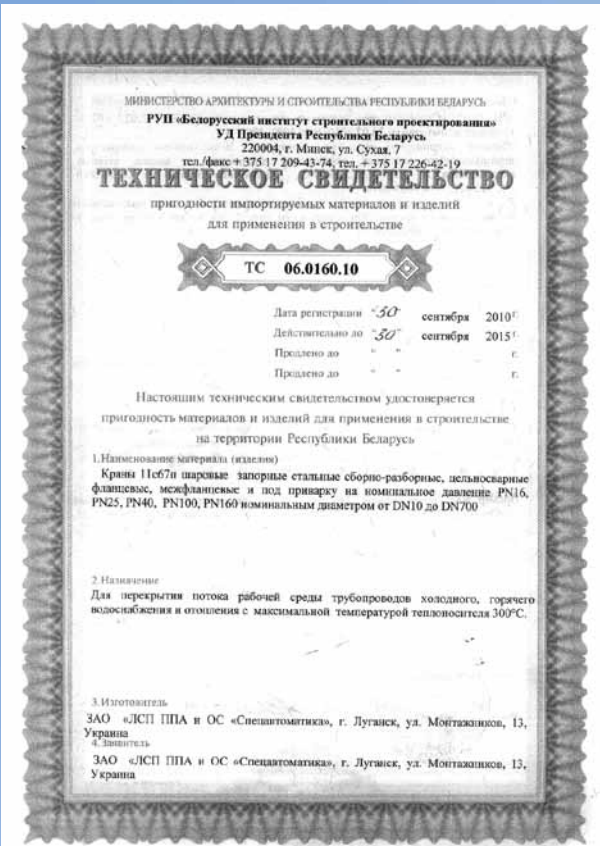 МИНИСТЕРСТВО АРХИТЕКТУРЫ И СТРОИТЕЛЬСТВА РЕСПУБЛИКИ БЕЛАРУСЬ
РУП «Белорусский институт строительного проектирования»
УД Президента Республики Беларусь
220004, г. Минск, ул. Сухая, 7
тел./факс + 375 17 209-43-74, тел. + 375 17 226-42-19
ТЕХНИЧЕСКОЕ СВИДЕТЕЛЬСТВО
пригодности импортируемых материалов и изделий
для применения в строительстве
ТС 06.0160.10
Дата регистрации "30" сентября 2010 г.
Действительно до "30" сентября 2015 г.
Продлено до " " г.
Продлено до " " г.
Настоящим техническим свидетельством удостоверяется
пригодность материалов и изделий для применения в строительстве
на территории Республики Беларусь
1. Наименование материала (изделия)
Краны 11с67п шаровые запорные стальные сборно-разборные, цельносварные
фланцевые, межфланцевые и под приварку на номинальное давление PN16,
PN25, PN40, PN100, PN160 номинальным диаметром от DN10 до DN700
2. Назначение
Для перекрытия потока рабочей среды трубопроводов холодного, горячего
водоснабжения и отопления с максимальной температурой теплоносителя 300°С.
3. Изготовитель
ЗАО «ЛСП ППА и ОС «Спецавтоматика», г. Луганск, ул. Монтажников, 13,
Украина
4. Заявитель
ЗАО «ЛСП ППА и ОС «Спецавтоматика», г. Луганск, ул. Монтажников, 13,
Украина